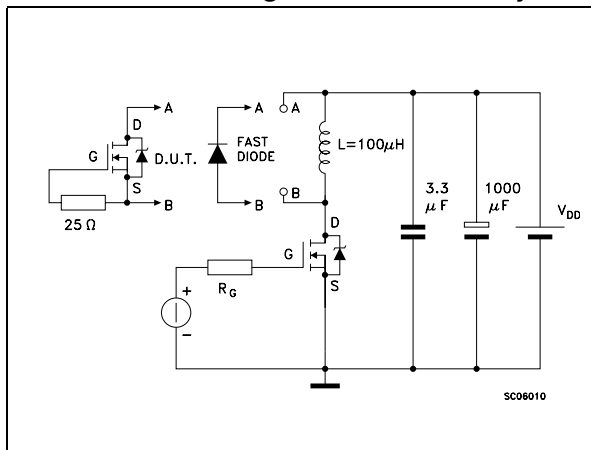 A
D
G
D.U.T.
S
B
25 Ω
A
FAST
DIODE
B
A
L=100μH
B
D
G
S
R_G
+
-
3.3
μF
1000
μF
V_DD
SC06010